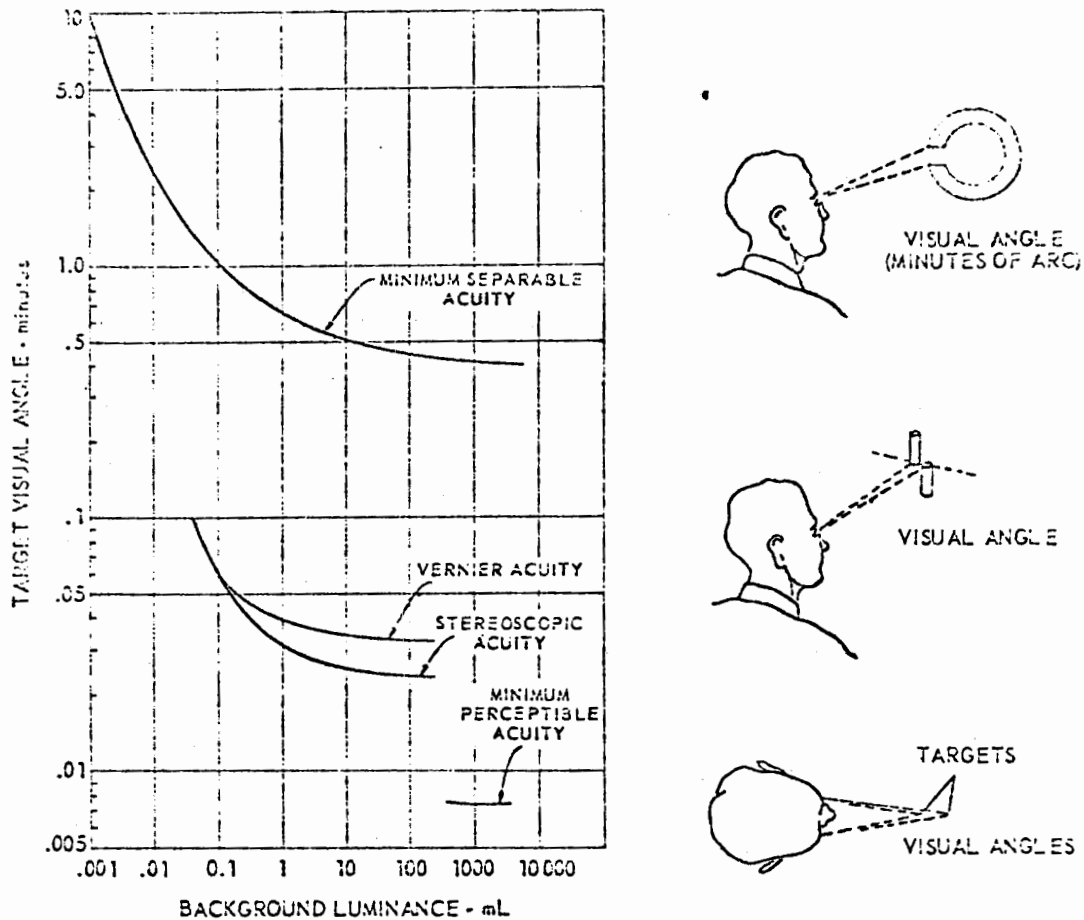 10
5.0
1.0
.5
.1
.05
.01
.005
TARGET VISUAL ANGLE - minutes
MINIMUM SEPARABLE
ACUITY
VERNIER ACUITY
STEREOSCOPIC
ACUITY
MINIMUM
PERCEPTIBLE
ACUITY
.001 .01 0.1 1 10 100 1000 10000
BACKGROUND LUMINANCE - mL
VISUAL ANGLE
(MINUTES OF ARC)
VISUAL ANGLE
TARGETS
VISUAL ANGLES